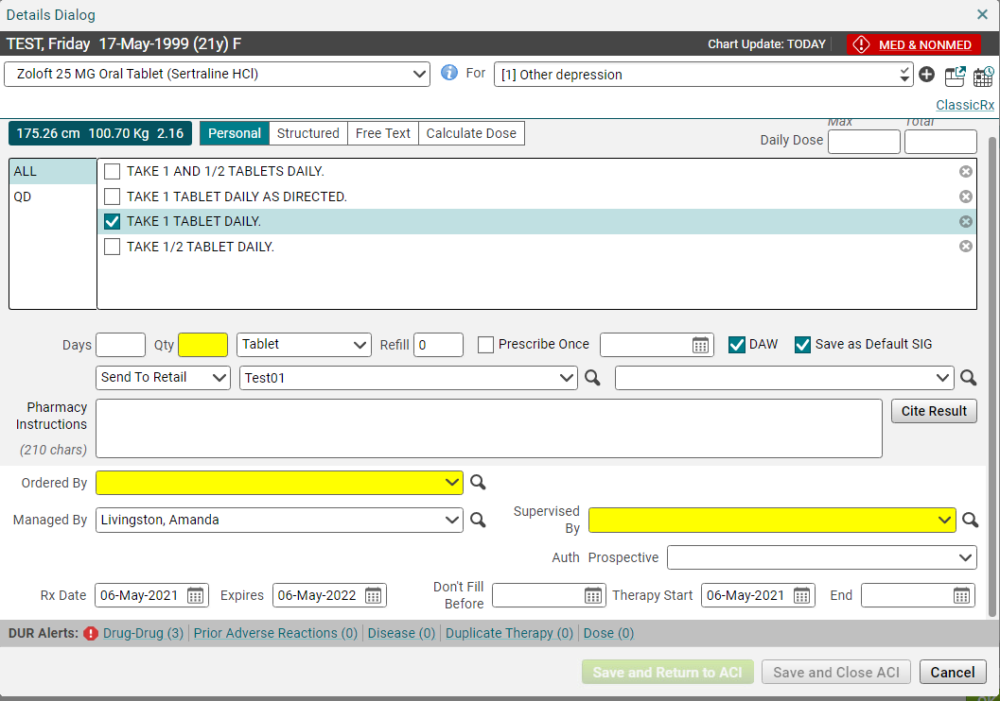 Details Dialog
TEST, Friday 17-May-1999 (21y) F Chart Update: TODAY MED & NONMED
Zoloft 25 MG Oral Tablet (Sertraline HCl) For [1] Other depression
ClassicRx
175.26 cm 100.70 Kg 2.16 Personal Structured Free Text Calculate Dose Daily Dose Max Total
ALL TAKE 1 AND 1/2 TABLETS DAILY.
QD TAKE 1 TABLET DAILY AS DIRECTED.
TAKE 1 TABLET DAILY.
TAKE 1/2 TABLET DAILY.
Days Qty Tablet Refill 0 Prescribe Once DAW Save as Default SIG
Send To Retail Test01
Pharmacy Instructions Cite Result
(210 chars)
Ordered By
Managed By Livingston, Amanda Supervised By
Auth Prospective
Rx Date 06-May-2021 Expires 06-May-2022 Don't Fill Before Therapy Start 06-May-2021 End
DUR Alerts: Drug-Drug (3) Prior Adverse Reactions (0) Disease (0) Duplicate Therapy (0) Dose (0)
Save and Return to ACI Save and Close ACI Cancel